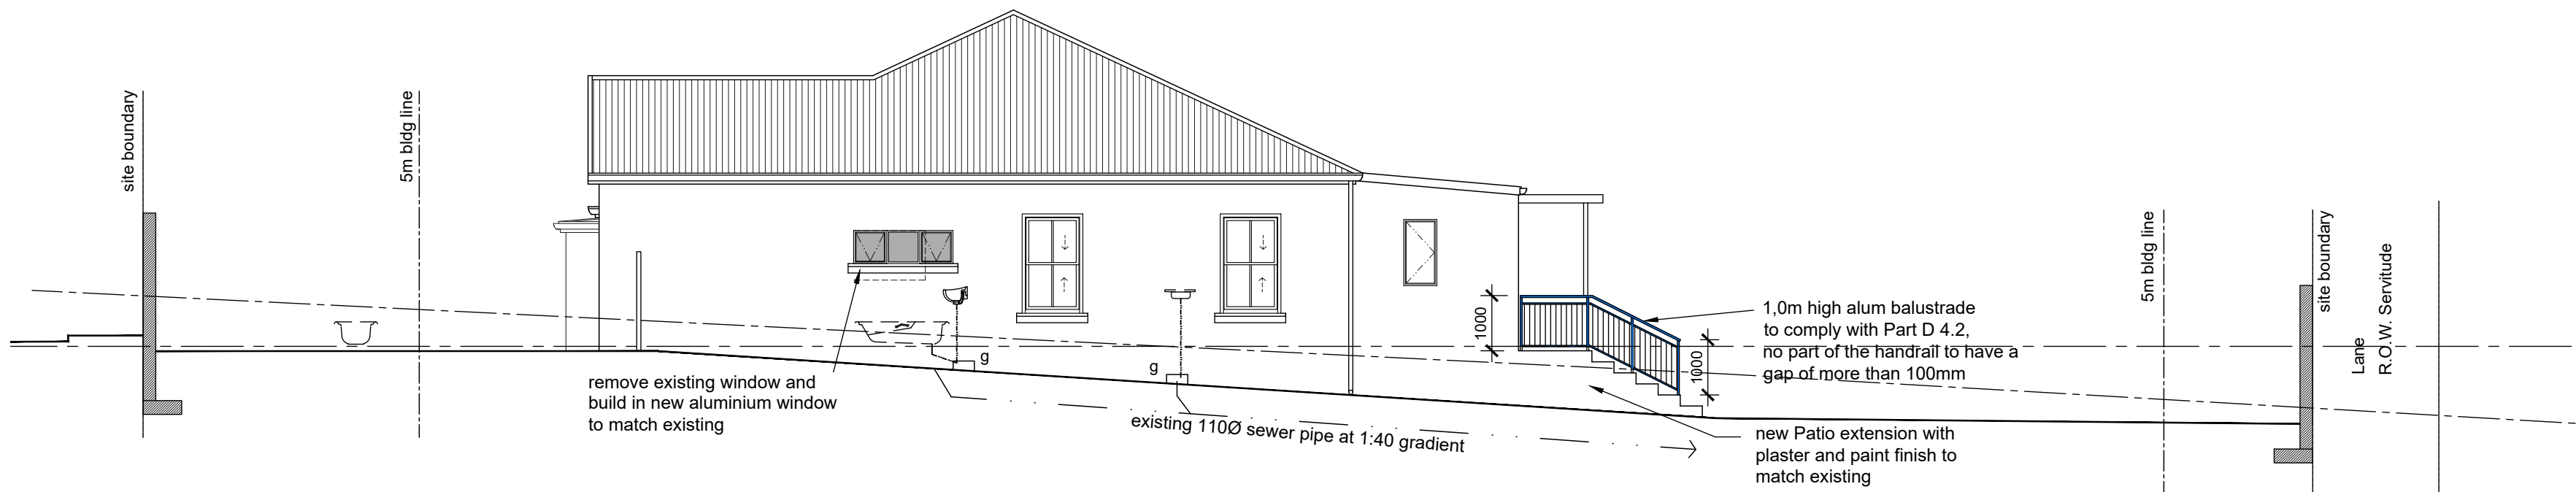 site boundary
5m bldg line
remove existing window and
build in new aluminium window
to match existing
g
g
existing 110Ø sewer pipe at 1:40 gradient
1000
1000
1,0m high alum balustrade
to comply with Part D 4.2,
no part of the handrail to have a
gap of more than 100mm
new Patio extension with
plaster and paint finish to
match existing
5m bldg line
site boundary
Lane
R.O.W. Servitude